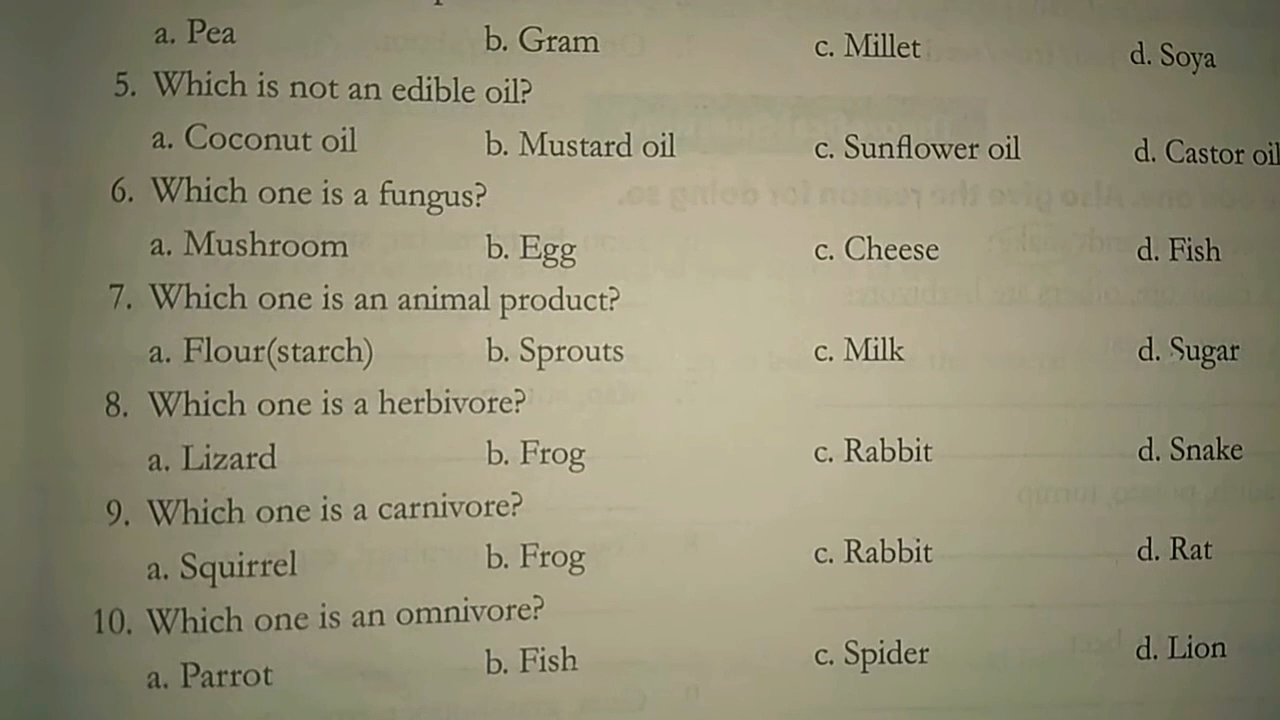 a. Pea b. Gram c. Millet d. Soya
5. Which is not an edible oil?
a. Coconut oil b. Mustard oil c. Sunflower oil d. Castor oil
6. Which one is a fungus?
a. Mushroom b. Egg c. Cheese d. Fish
7. Which one is an animal product?
a. Flour(starch) b. Sprouts c. Milk d. Sugar
8. Which one is a herbivore?
a. Lizard b. Frog c. Rabbit d. Snake
9. Which one is a carnivore?
a. Squirrel b. Frog c. Rabbit d. Rat
10. Which one is an omnivore?
a. Parrot b. Fish c. Spider d. Lion